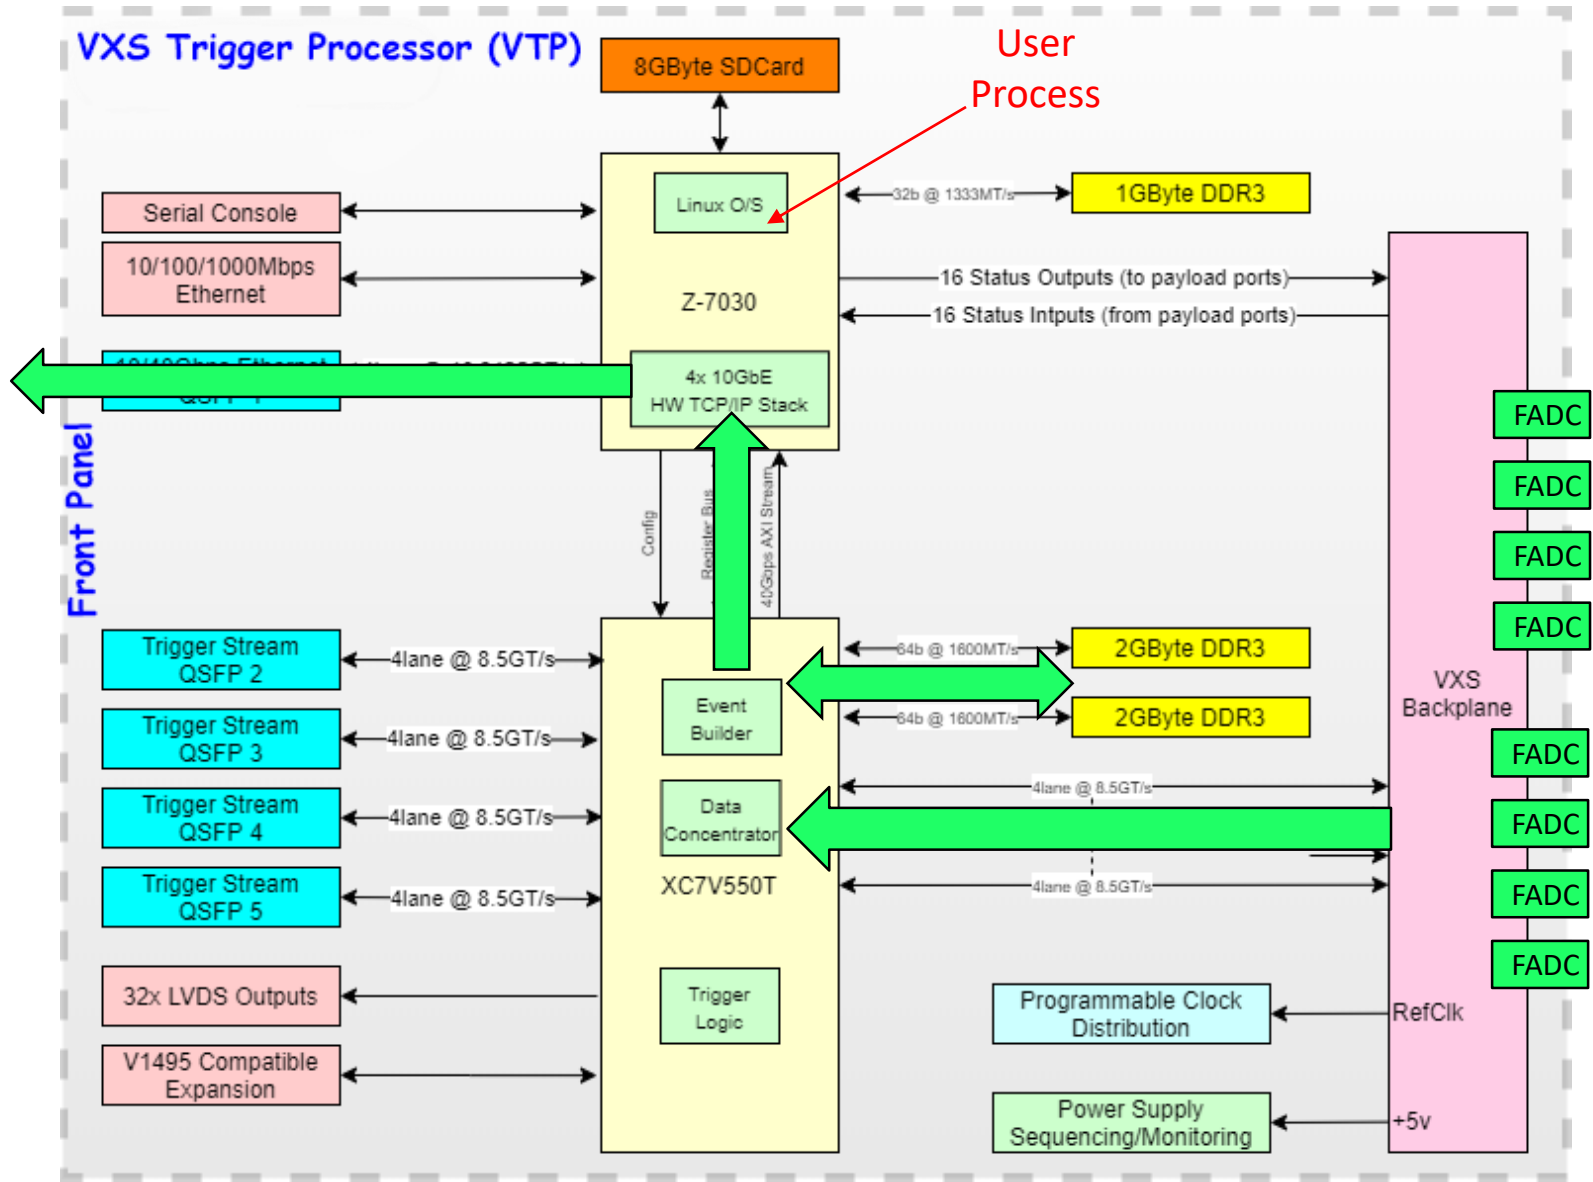 VXS Trigger Processor (VTP)
User
Process
8GByte SDCard
Linux O/S
Z-7030
4x 10GbE
HW TCP/IP Stack
Serial Console
10/100/1000Mbps
Ethernet
32b @ 1333MT/s
1GByte DDR3
16 Status Outputs (to payload ports)
16 Status Intputs (from payload ports)
Front Panel
Config
Register Bus
40Gbps AXI Stream
Trigger Stream
QSFP 2
4lane @ 8.5GT/s
Trigger Stream
QSFP 3
4lane @ 8.5GT/s
Trigger Stream
QSFP 4
4lane @ 8.5GT/s
Trigger Stream
QSFP 5
4lane @ 8.5GT/s
32x LVDS Outputs
V1495 Compatible
Expansion
Event
Builder
Data
Concentrator
XC7V550T
Trigger
Logic
64b @ 1600MT/s
2GByte DDR3
64b @ 1600MT/s
2GByte DDR3
4lane @ 8.5GT/s
4lane @ 8.5GT/s
Programmable Clock
Distribution
Power Supply
Sequencing/Monitoring
VXS
Backplane
RefClk
+5v
FADC
FADC
FADC
FADC
FADC
FADC
FADC
FADC